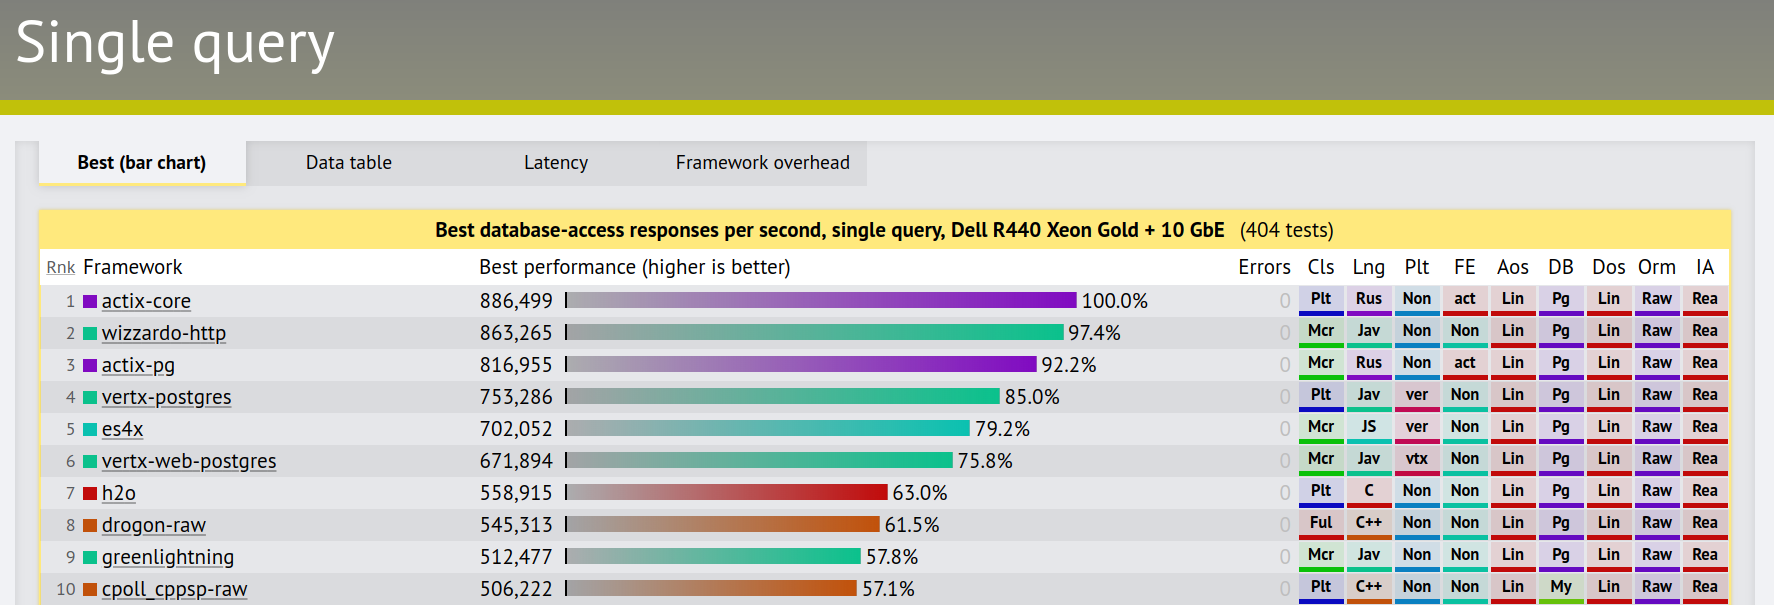 Single query
Best (bar chart) Data table Latency Framework overhead
Best database-access responses per second, single query, Dell R440 Xeon Gold + 10 GbE (404 tests)
Rnk Framework Best performance (higher is better) Errors Cls Lng Plt FE Aos DB Dos Orm IA
1 actix-core 886,499 100.0% 0 Plt Rus Non act Lin Pg Lin Raw Rea
2 wizzardo-http 863,265 97.4% 0 Mcr Jav Non Non Lin Pg Lin Raw Rea
3 actix-pg 816,955 92.2% 0 Mcr Rus Non act Lin Pg Lin Raw Rea
4 vertx-postgres 753,286 85.0% 0 Plt Jav ver Non Lin Pg Lin Raw Rea
5 es4x 702,052 79.2% 0 Mcr JS ver Non Lin Pg Lin Raw Rea
6 vertx-web-postgres 671,894 75.8% 0 Mcr Jav vtx Non Lin Pg Lin Raw Rea
7 h2o 558,915 63.0% 0 Plt C Non Non Lin Pg Lin Raw Rea
8 drogon-raw 545,313 61.5% 0 Ful C++ Non Non Lin Pg Lin Raw Rea
9 greenlightning 512,477 57.8% 0 Mcr Jav Non Non Lin Pg Lin Raw Rea
10 cpoll_cppsp-raw 506,222 57.1% 0 Plt C++ Non Non Lin My Lin Raw Rea